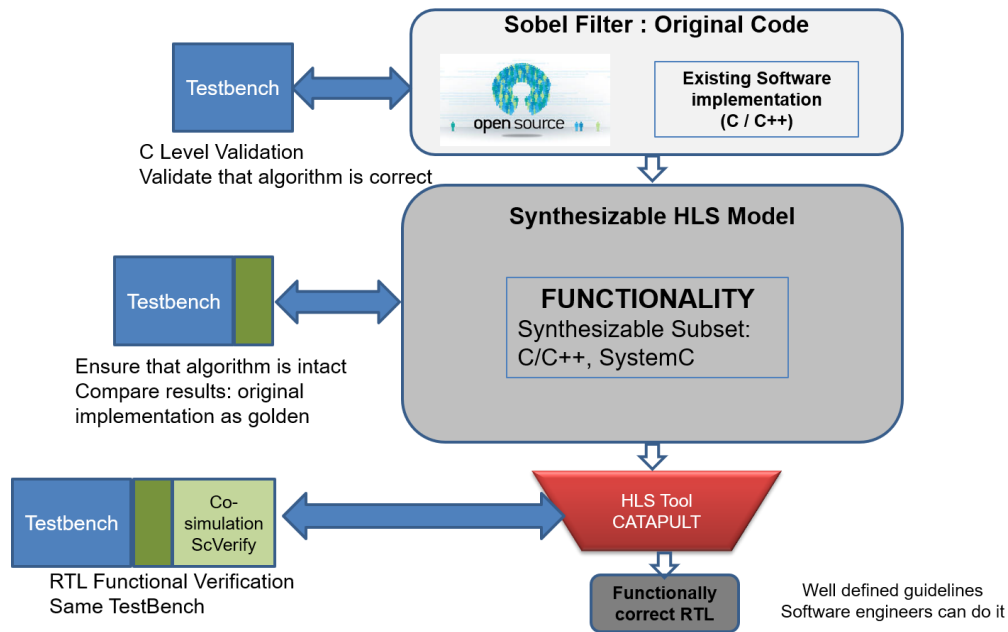 Sobel Filter : Original Code
Testbench
open source
Existing Software
implementation
(C / C++)
C Level Validation
Validate that algorithm is correct
Synthesizable HLS Model
Testbench
FUNCTIONALITY
Synthesizable Subset:
C/C++, SystemC
Ensure that algorithm is intact
Compare results: original
implementation as golden
Testbench
Co-
simulation
ScVerify
HLS Tool
CATAPULT
RTL Functional Verification
Same TestBench
Functionally
correct RTL
Well defined guidelines
Software engineers can do it